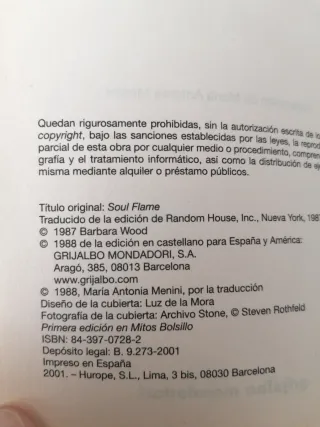 Quedan rigurosamente prohibidas, sin la autorización escrita de
copyright, bajo las sanciones establecidas por las leyes, la
parcial de esta obra por cualquier medio o procedimiento,
grafía y el tratamiento informático, así como la distribución de
misma mediante alquiler o préstamo públicos.
Título original: Soul Flame
Traducido de la edición de Random House, Inc., Nueva York,
© 1987 Barbara Wood
© 1988 de la edición en castellano para España y América:
GRIJALBO MONDADORI, S.A.
Aragó, 385, 08013 Barcelona
www.grijalbo.com
© 1988, María Antonia Menini, por la traducción
Diseño de la cubierta: Luz de la Mora
Fotografía de la cubierta: Archivo Stone, © Steven Rothfeld
Primera edición en Mitos Bolsillo
ISBN: 84-397-0728-2
Depósito legal: B. 9.273-2001
Impreso en España
2001. – Hurope, S.L., Lima, 3 bis, 08030 Barcelona